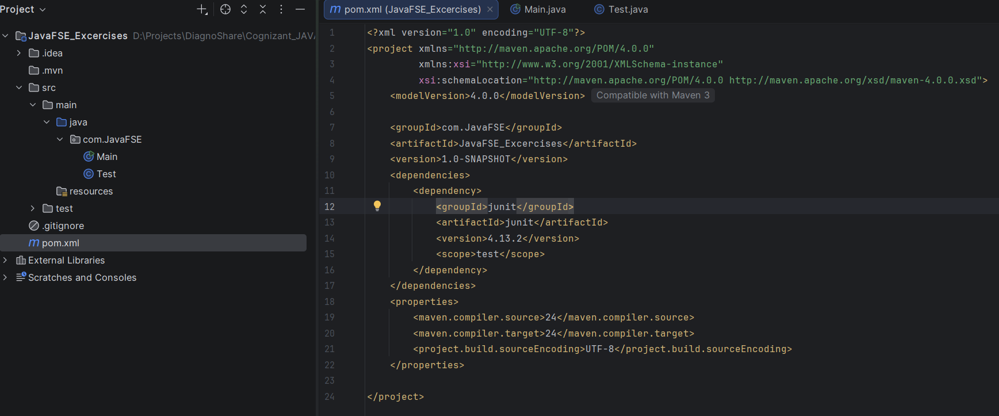 Project
JavaFSE_Excercises D:\Projects\DiagnoShare\Cognizant_JAV
.idea
.mvn
src
main
java
com.JavaFSE
Main
Test
resources
test
.gitignore
pom.xml
External Libraries
Scratches and Consoles
pom.xml (JavaFSE_Excercises) Main.java Test.java
1 <?xml version="1.0" encoding="UTF-8"?>
2 <project xmlns="http://maven.apache.org/POM/4.0.0"
3 xmlns:xsi="http://www.w3.org/2001/XMLSchema-instance"
4 xsi:schemaLocation="http://maven.apache.org/POM/4.0.0 http://maven.apache.org/xsd/maven-4.0.0.xsd">
5 <modelVersion>4.0.0</modelVersion> Compatible with Maven 3
6
7 <groupId>com.JavaFSE</groupId>
8 <artifactId>JavaFSE_Excercises</artifactId>
9 <version>1.0-SNAPSHOT</version>
10 <dependencies>
11 <dependency>
12 <groupId>junit</groupId>
13 <artifactId>junit</artifactId>
14 <version>4.13.2</version>
15 <scope>test</scope>
16 </dependency>
17 </dependencies>
18 <properties>
19 <maven.compiler.source>24</maven.compiler.source>
20 <maven.compiler.target>24</maven.compiler.target>
21 <project.build.sourceEncoding>UTF-8</project.build.sourceEncoding>
22 </properties>
23
24 </project>